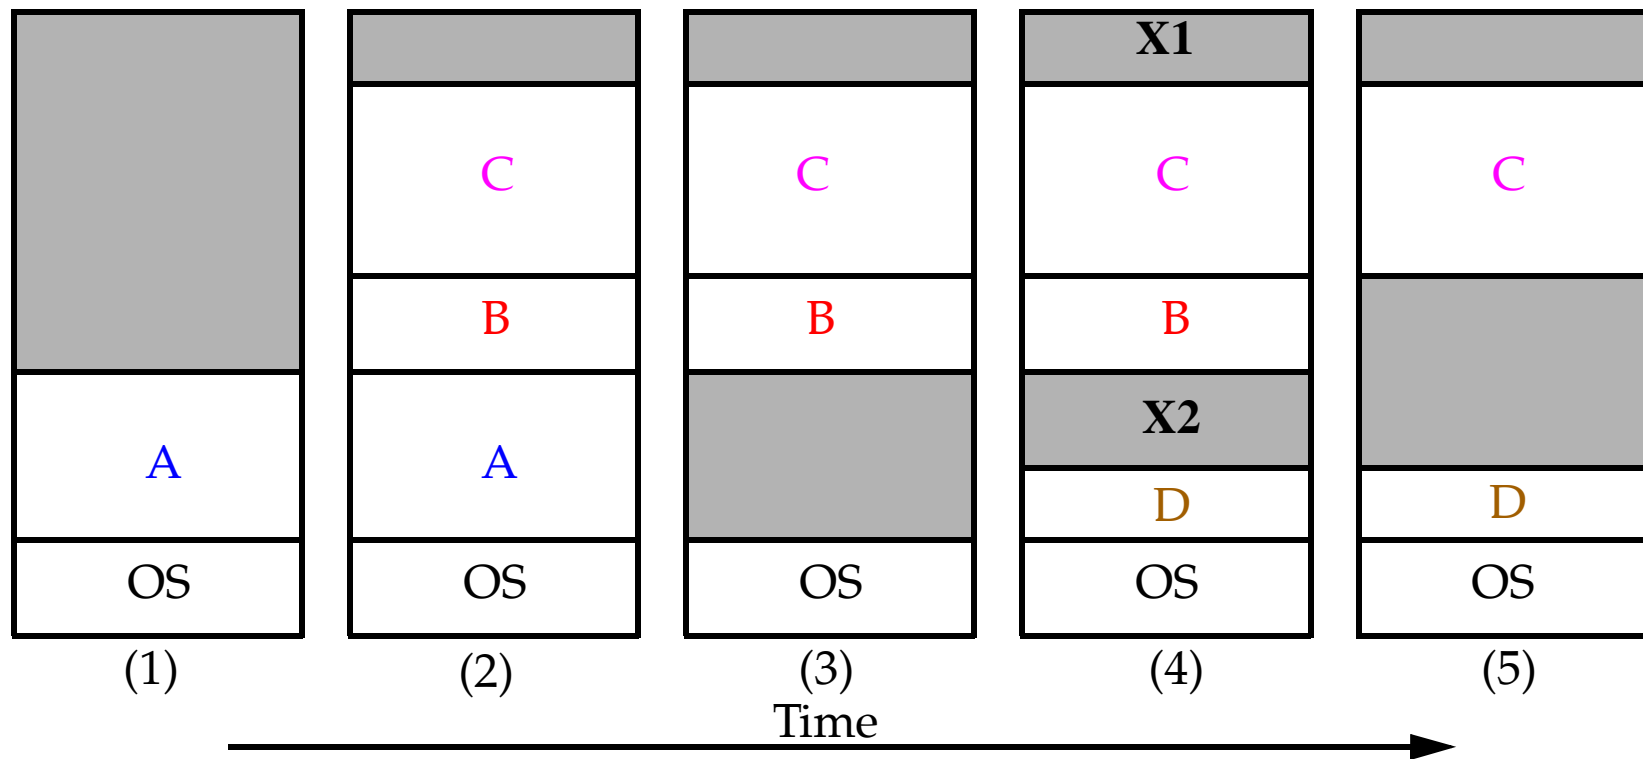 X1
C C C C
B B B B
X2
A A D D
OS OS OS OS OS
(1) (2) (3) (4) (5)
Time